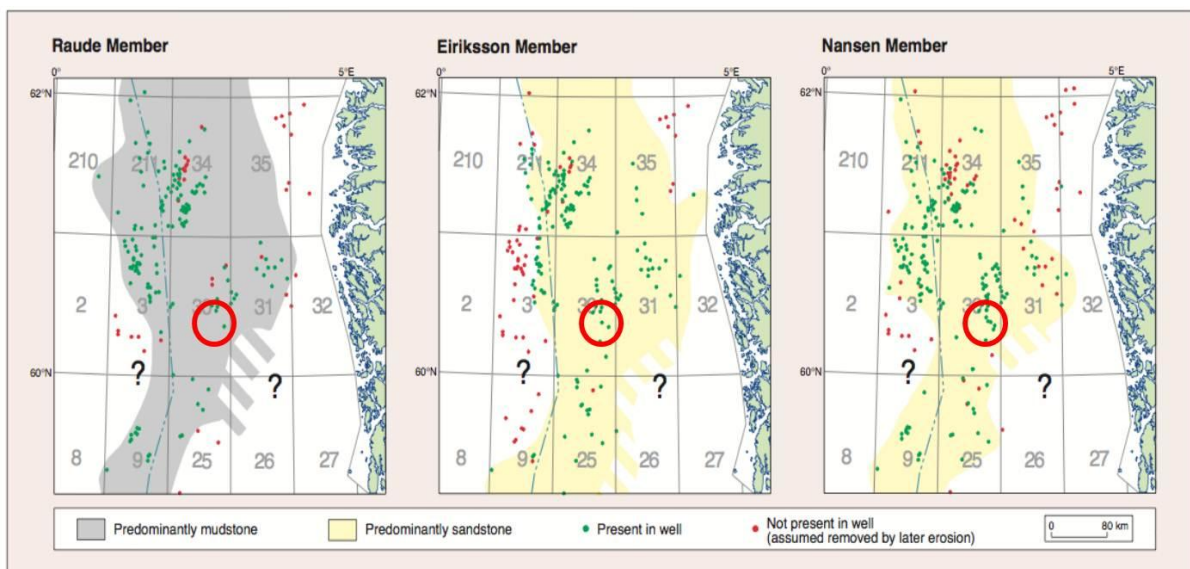 Raude Member
0°
5°E
62°N
210
211
34
35
2
3
30
31
32
60°N
?
?
8
9
25
26
27
Eiriksson Member
0°
5°E
62°N
210
211
34
35
2
3
30
31
32
60°N
?
?
8
9
25
26
27
Nansen Member
0°
5°E
62°N
210
211
34
35
2
3
30
31
32
60°N
?
?
8
9
25
26
27
Predominantly mudstone
Predominantly sandstone
Present in well
Not present in well
(assumed removed by later erosion)
0 80 km